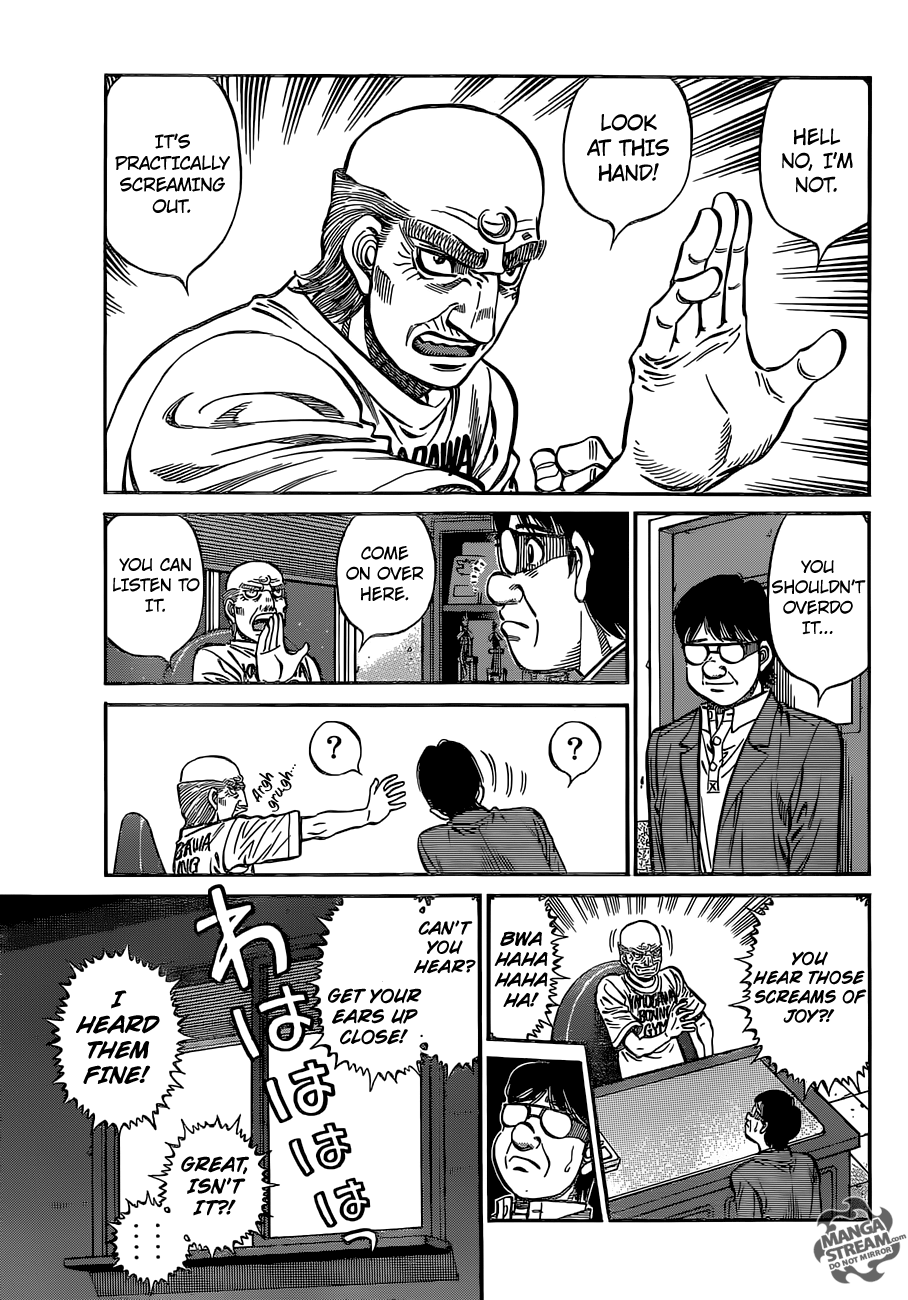 HELL
NO, I'M
NOT.
LOOK
AT THIS
HAND!
IT'S
PRACTICALLY
SCREAMING
OUT.
YOU
SHOULDN'T
OVERDO
IT...
COME
ON OVER
HERE.
YOU CAN
LISTEN TO
IT.
?
?
Argh
grugh...
BAWA
ING
YOU
HEAR THOSE
SCREAMS OF
JOY?!
BWA
HAHA
HAHA
HA!
KAMOGAWA
BOXING
GYM
CAN'T
YOU
HEAR?
GET YOUR
EARS UP
CLOSE!
わははははっ
I
HEARD
THEM
FINE!
GREAT,
ISN'T
IT?!
......
MANGA
STREAM.com
DO NOT MIRROR